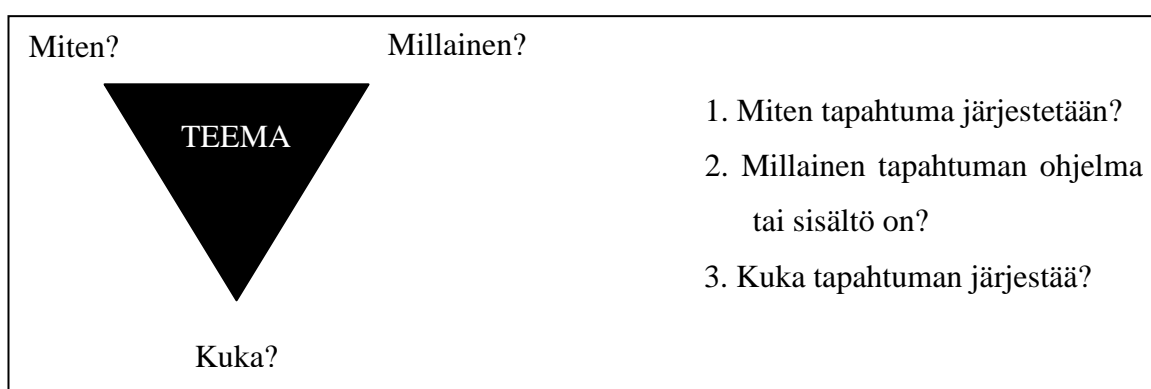 Miten?
Millainen?
TEEMA
Kuka?
1. Miten tapahtuma järjestetään?
2. Millainen tapahtuman ohjelma
tai sisältö on?
3. Kuka tapahtuman järjestää?